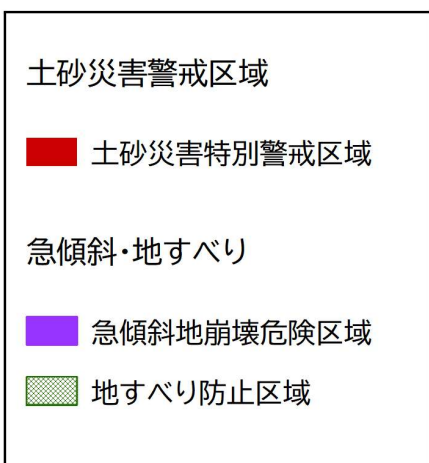 土砂災害警戒区域
土砂災害特別警戒区域
急傾斜・地すべり
急傾斜地崩壊危険区域
地すべり防止区域